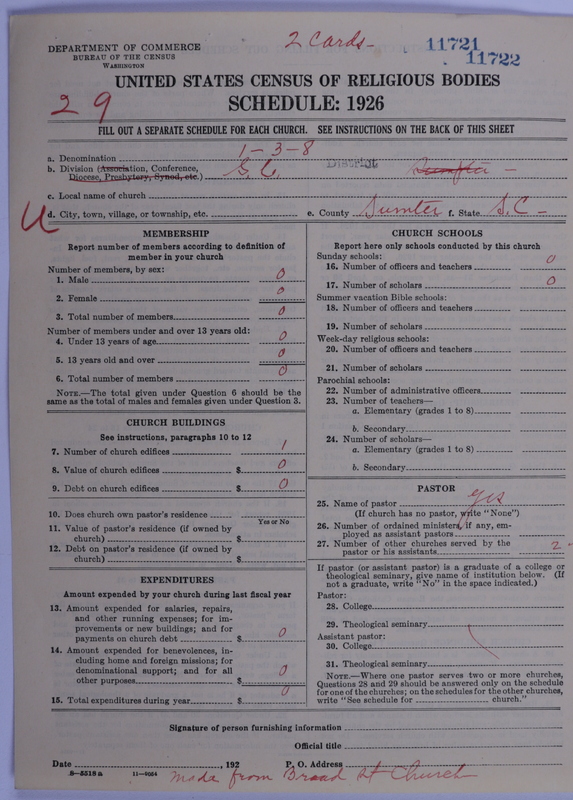 DEPARTMENT OF COMMERCE
BUREAU OF THE CENSUS
WASHINGTON
2 Cards-
11721
11722
UNITED STATES CENSUS OF RELIGIOUS BODIES
29
SCHEDULE: 1926
FILL OUT A SEPARATE SCHEDULE FOR EACH CHURCH. SEE INSTRUCTIONS ON THE BACK OF THIS SHEET
a. Denomination 1-3-8
b. Division (Association, Conference, Diocese, Presbytery, Synod, etc.) S.C. District Sumter -
c. Local name of church
U
d. City, town, village, or township, etc. e. County Sumter f. State S.C-
MEMBERSHIP
Report number of members according to definition of
member in your church
Number of members, by sex:
1. Male 0
2. Female 0
3. Total number of members 0
Number of members under and over 13 years old:
4. Under 13 years of age 0
5. 13 years old and over 0
6. Total number of members 0
NOTE.—The total given under Question 6 should be the
same as the total of males and females given under Question 3.
CHURCH BUILDINGS
See instructions, paragraphs 10 to 12
7. Number of church edifices 1
8. Value of church edifices $ 0
9. Debt on church edifices $ 0
10. Does church own pastor's residence
Yes or No
11. Value of pastor's residence (if owned by
church) $
12. Debt on pastor's residence (if owned by
church) $
EXPENDITURES
Amount expended by your church during last fiscal year
13. Amount expended for salaries, repairs,
and other running expenses; for im-
provements or new buildings; and for
payments on church debt $ 0
14. Amount expended for benevolences, in-
cluding home and foreign missions; for
denominational support; and for all
other purposes $ 0
15. Total expenditures during year $ 0
CHURCH SCHOOLS
Report here only schools conducted by this church
Sunday schools:
16. Number of officers and teachers 0
17. Number of scholars 0
Summer vacation Bible schools:
18. Number of officers and teachers
19. Number of scholars
Week-day religious schools:
20. Number of officers and teachers
21. Number of scholars
Parochial schools:
22. Number of administrative officers
23. Number of teachers—
a. Elementary (grades 1 to 8)
b. Secondary
24. Number of scholars—
a. Elementary (grades 1 to 8)
b. Secondary
PASTOR
25. Name of pastor yes
(If church has no pastor, write "None")
26. Number of ordained ministers, if any, em-
ployed as assistant pastors
27. Number of other churches served by the
pastor or his assistants 2-
If pastor (or assistant pastor) is a graduate of a college or
theological seminary, give name of institution below. (If
not a graduate, write "No" in the space indicated.)
Pastor:
28. College
29. Theological seminary
Assistant pastor:
30. College
31. Theological seminary
NOTE.—Where one pastor serves two or more churches,
Questions 28 and 29 should be answered only on the schedule
for one of the churches; on the schedules for the other churches,
write "See schedule for church."
Signature of person furnishing information
Official title
Date , 192 P. O. Address
8-5518 a 11-9064 made from Broad st Church